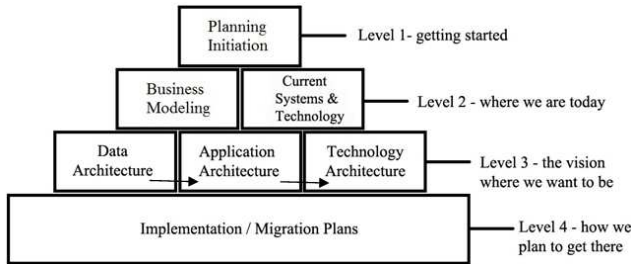 Planning
Initiation
Level 1- getting started
Business
Modeling
Current
Systems &
Technology
Level 2 - where we are today
Data
Architecture
Application
Architecture
Technology
Architecture
Level 3 - the vision
where we want to be
Implementation / Migration Plans
Level 4 - how we
plan to get there